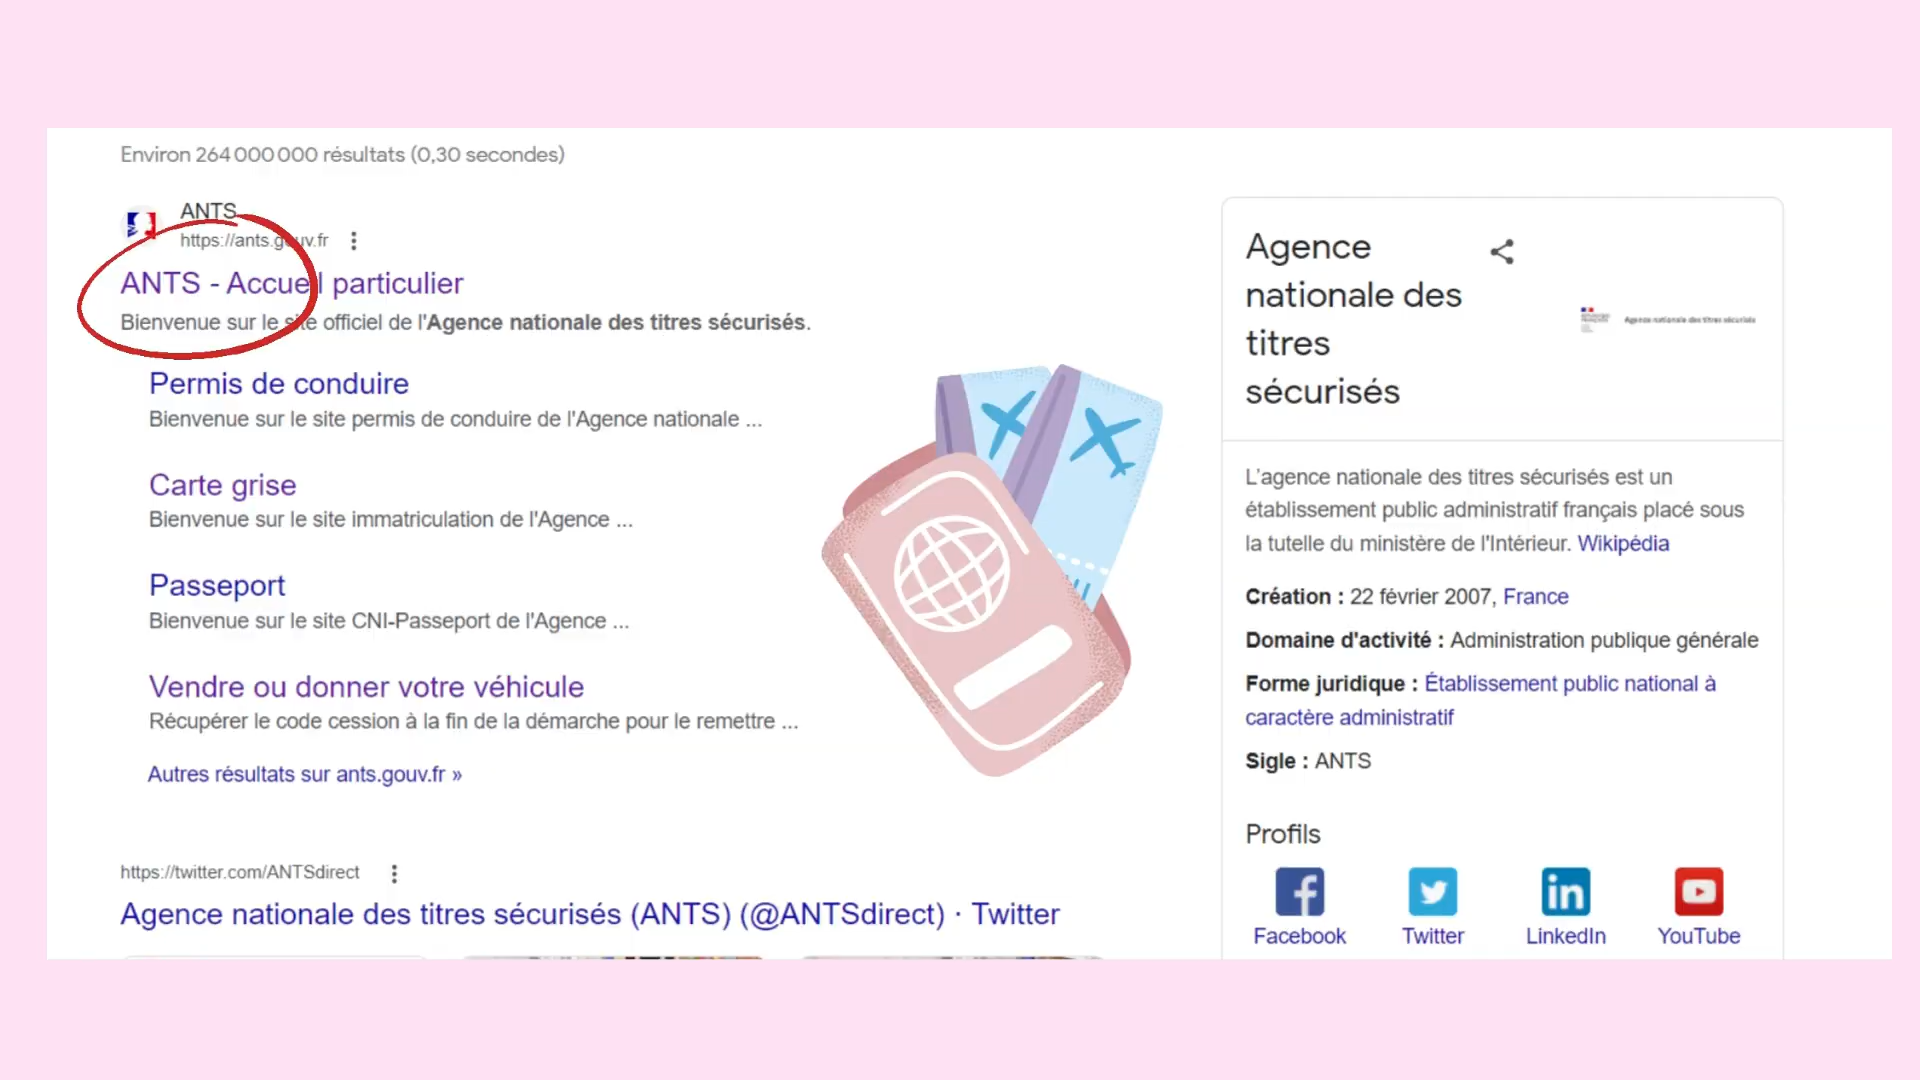 Environ 264 000 000 résultats (0,30 secondes)
ANTS
https://ants.gouv.fr
ANTS - Accueil particulier
Bienvenue sur le site officiel de l'Agence nationale des titres sécurisés.
Permis de conduire
Bienvenue sur le site permis de conduire de l'Agence nationale ...
Carte grise
Bienvenue sur le site immatriculation de l'Agence ...
Passeport
Bienvenue sur le site CNI-Passeport de l'Agence ...
Vendre ou donner votre véhicule
Récupérer le code cession à la fin de la démarche pour le remettre ...
Autres résultats sur ants.gouv.fr »
https://twitter.com/ANTSdirect
Agence nationale des titres sécurisés (ANTS) (@ANTSdirect) · Twitter
Agence
nationale des
titres
sécurisés
Agence nationale des titres sécurisés
L'agence nationale des titres sécurisés est un
établissement public administratif français placé sous
la tutelle du ministère de l'Intérieur. Wikipédia
Création : 22 février 2007, France
Domaine d'activité : Administration publique générale
Forme juridique : Établissement public national à
caractère administratif
Sigle : ANTS
Profils
Facebook
Twitter
LinkedIn
YouTube